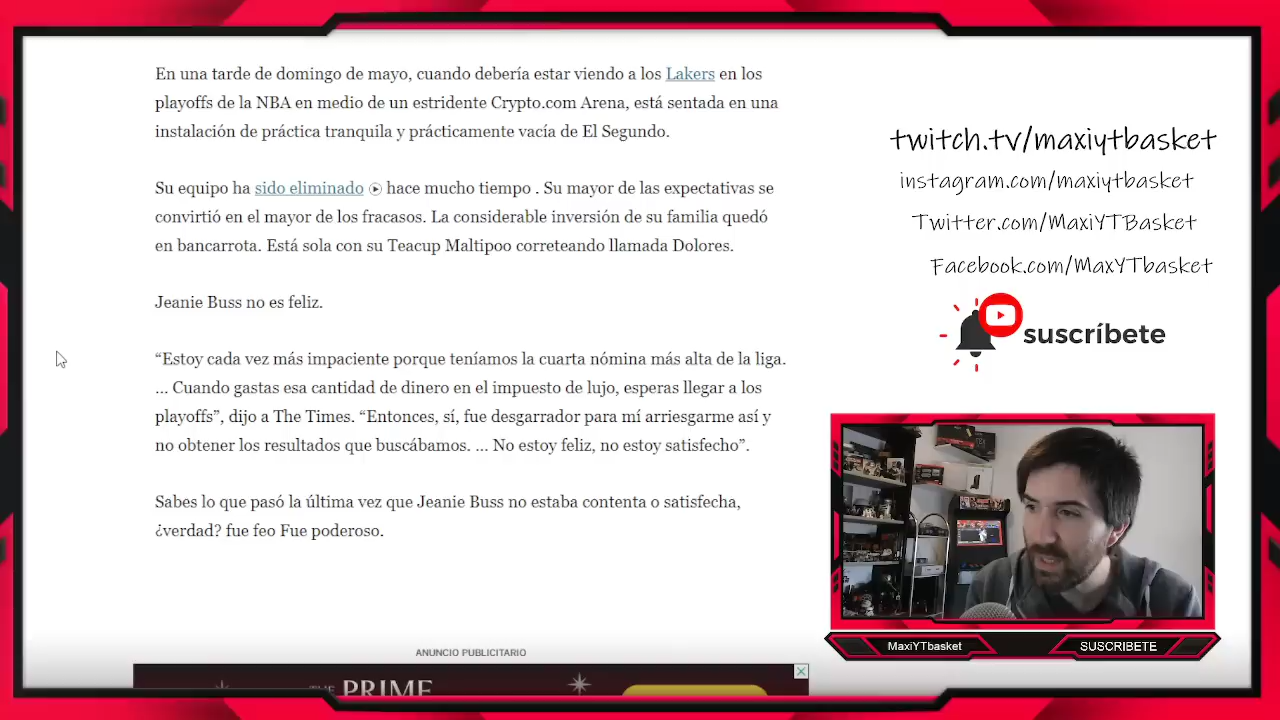 En una tarde de domingo de mayo, cuando debería estar viendo a los Lakers en los
playoffs de la NBA en medio de un estridente Crypto.com Arena, está sentada en una
instalación de práctica tranquila y prácticamente vacía de El Segundo.
Su equipo ha sido eliminado hace mucho tiempo . Su mayor de las expectativas se
convirtió en el mayor de los fracasos. La considerable inversión de su familia quedó
en bancarrota. Está sola con su Teacup Maltipoo correteando llamada Dolores.
Jeanie Buss no es feliz.
“Estoy cada vez más impaciente porque teníamos la cuarta nómina más alta de la liga.
... Cuando gastas esa cantidad de dinero en el impuesto de lujo, esperas llegar a los
playoffs”, dijo a The Times. “Entonces, sí, fue desgarrador para mí arriesgarme así y
no obtener los resultados que buscábamos. ... No estoy feliz, no estoy satisfecho”.
Sabes lo que pasó la última vez que Jeanie Buss no estaba contenta o satisfecha,
¿verdad? fue feo Fue poderoso.
ANUNCIO PUBLICITARIO
THE PRIME
twitch.tv/maxiytbasket
instagram.com/maxiytbasket
Twitter.com/MaxiYTBasket
Facebook.com/MaxYTbasket
suscríbete
MaxiYTbasket
SUSCRIBETE